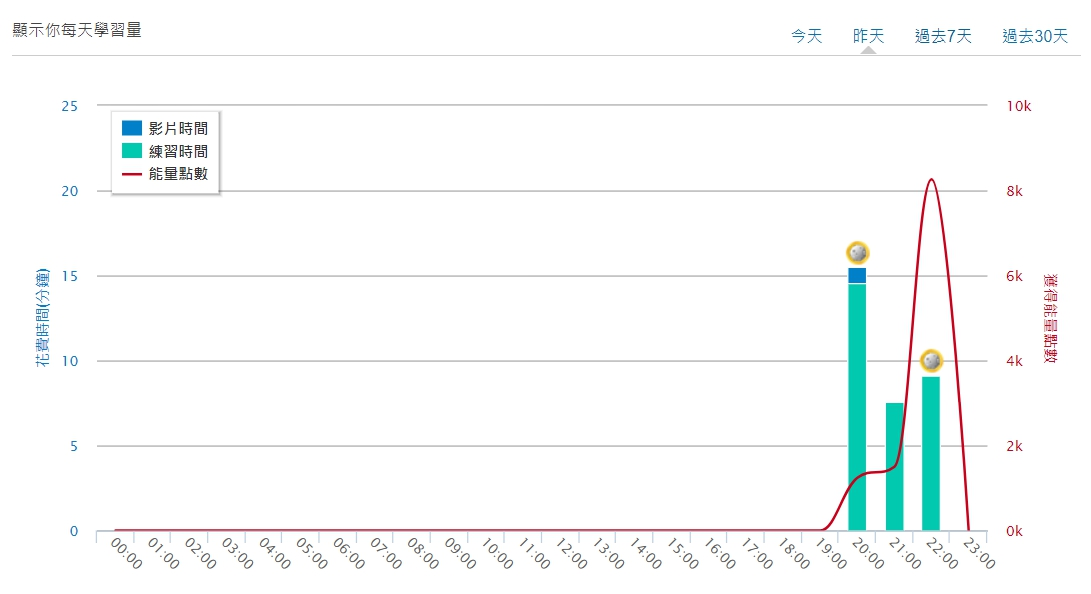 顯示你每天學習量
今天 昨天 過去7天 過去30天
25 10k
影片時間
練習時間
能量點數
20 8k
15 6k
花費時間(分鐘)
獲得能量點數
10 4k
5 2k
0 0k
00:00 01:00 02:00 03:00 04:00 05:00 06:00 07:00 08:00 09:00 10:00 11:00 12:00 13:00 14:00 15:00 16:00 17:00 18:00 19:00 20:00 21:00 22:00 23:00